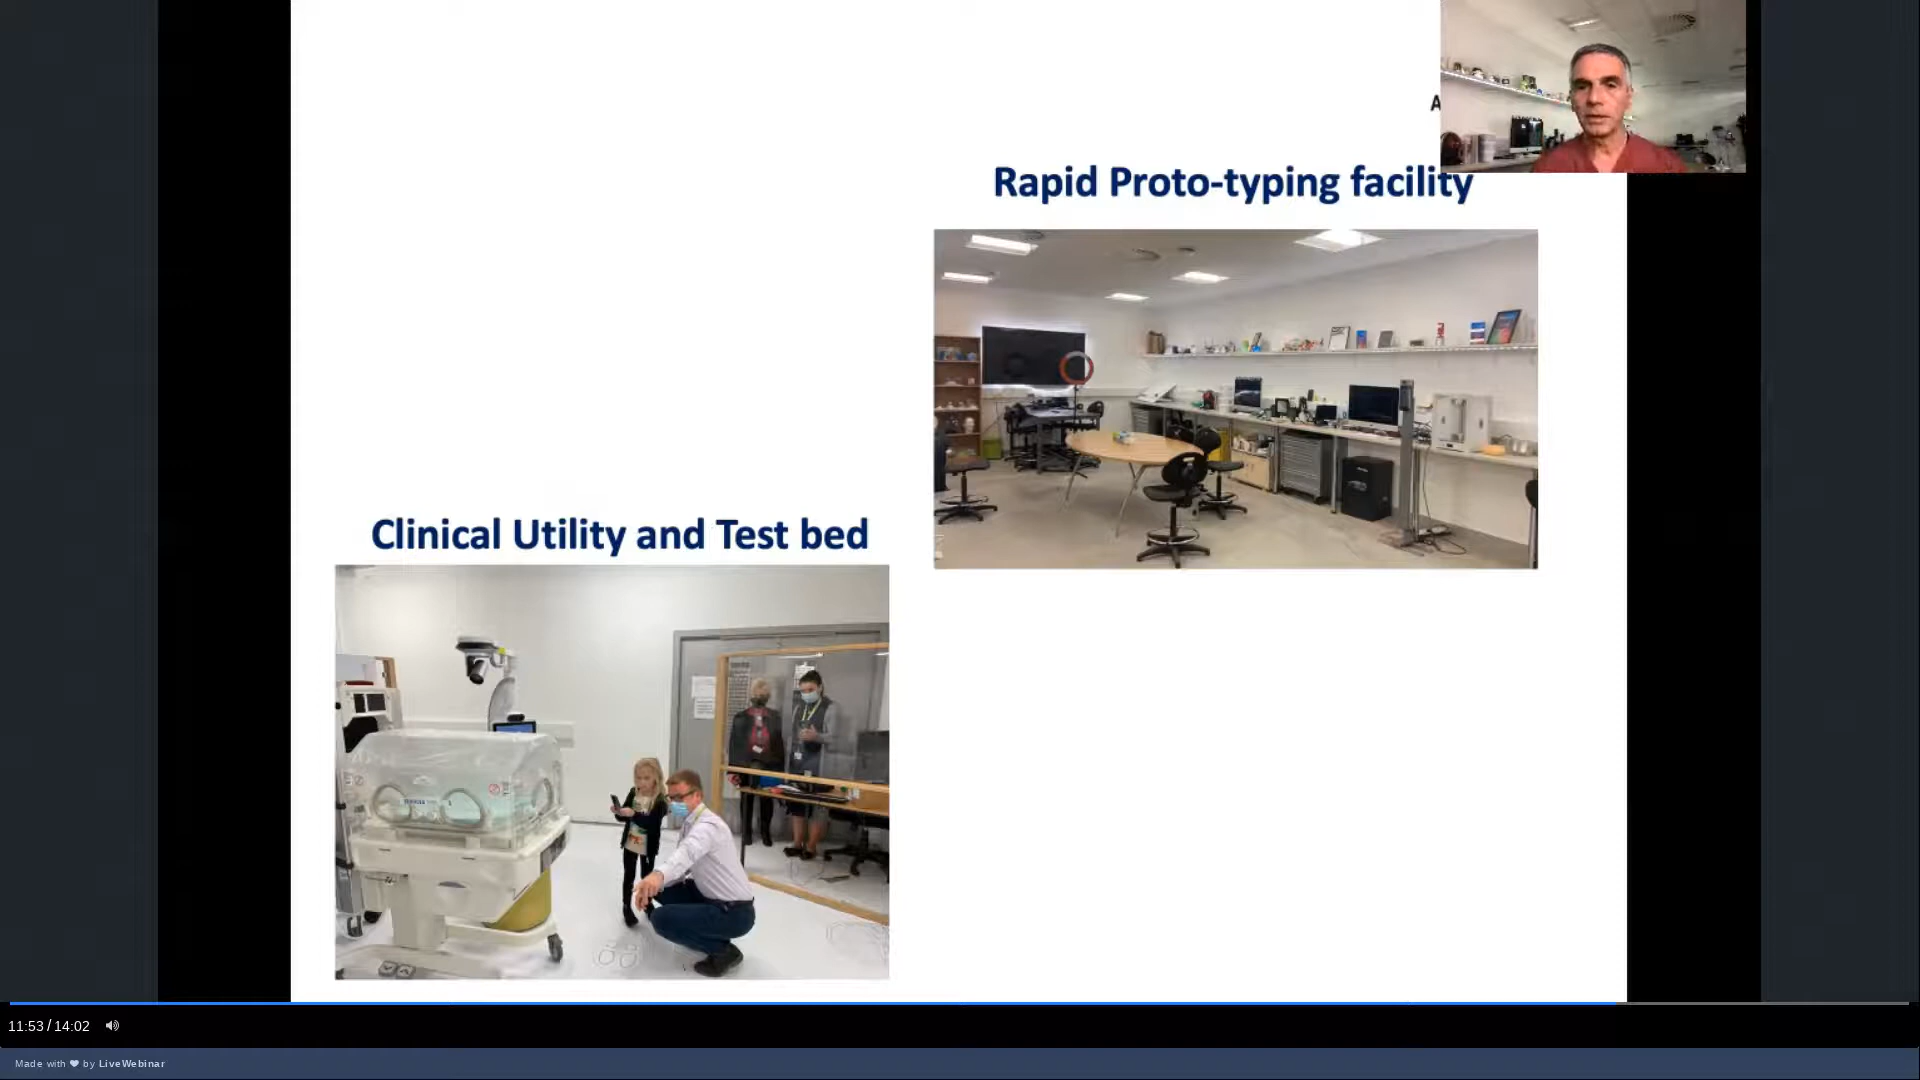 A
Rapid Proto-typing facility
Clinical Utility and Test bed
11:53 / 14:02
Made with ❤ by LiveWebinar